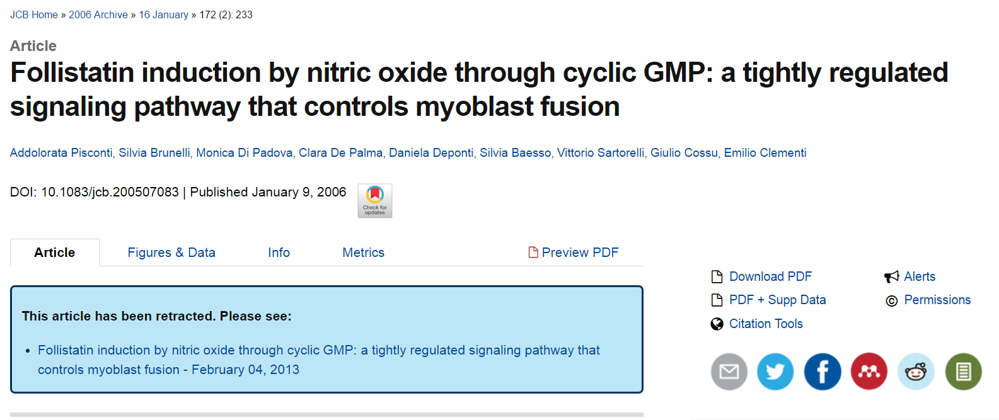 JCB Home » 2006 Archive » 16 January » 172 (2): 233
Article
Follistatin induction by nitric oxide through cyclic GMP: a tightly regulated
signaling pathway that controls myoblast fusion
Addolorata Pisconti, Silvia Brunelli, Monica Di Padova, Clara De Palma, Daniela Deponti, Silvia Baesso, Vittorio Sartorelli, Giulio Cossu, Emilio Clementi
DOI: 10.1083/jcb.200507083 | Published January 9, 2006
Check for
updates
Article Figures & Data Info Metrics Preview PDF
This article has been retracted. Please see:
• Follistatin induction by nitric oxide through cyclic GMP: a tightly regulated signaling pathway that
controls myoblast fusion - February 04, 2013
Download PDF Alerts
PDF + Supp Data © Permissions
Citation Tools